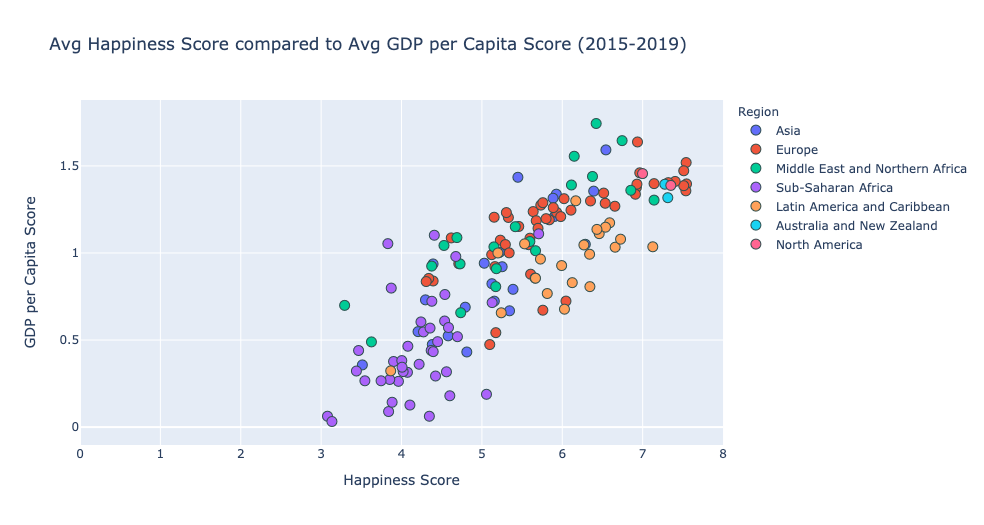 Avg Happiness Score compared to Avg GDP per Capita Score (2015-2019)
Region
Asia
Europe
Middle East and Northern Africa
Sub-Saharan Africa
Latin America and Caribbean
Australia and New Zealand
North America
GDP per Capita Score
1.5
1
0.5
0
0 1 2 3 4 5 6 7 8
Happiness Score